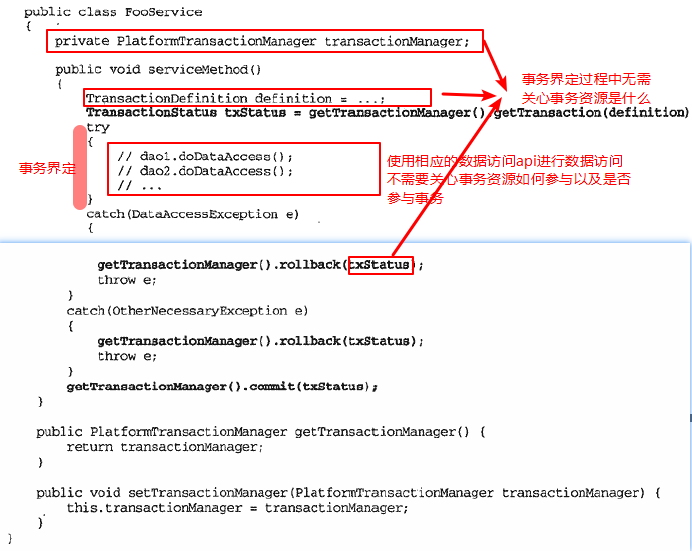 public class FooService
{
private PlatformTransactionManager transactionManager;
事务界定过程中无需
关心事务资源是什么
public void serviceMethod()
{
TransactionDefinition definition = ...;
TransactionStatus txStatus = getTransactionManager().getTransaction(definition)
try
{
事务界定
// dao1.doDataAccess();
// dao2.doDataAccess();
// ...
使用相应的数据访问api进行数据访问
不需要关心事务资源如何参与以及是否
参与事务
}
catch(DataAccessException e)
{
getTransactionManager().rollback(txStatus);
throw e;
}
catch(OtherNecessaryException e)
{
getTransactionManager().rollback(txStatus);
throw e;
}
getTransactionManager().commit(txStatus);
}
public PlatformTransactionManager getTransactionManager() {
return transactionManager;
}
public void setTransactionManager(PlatformTransactionManager transactionManager) {
this.transactionManager = transactionManager;
}
}